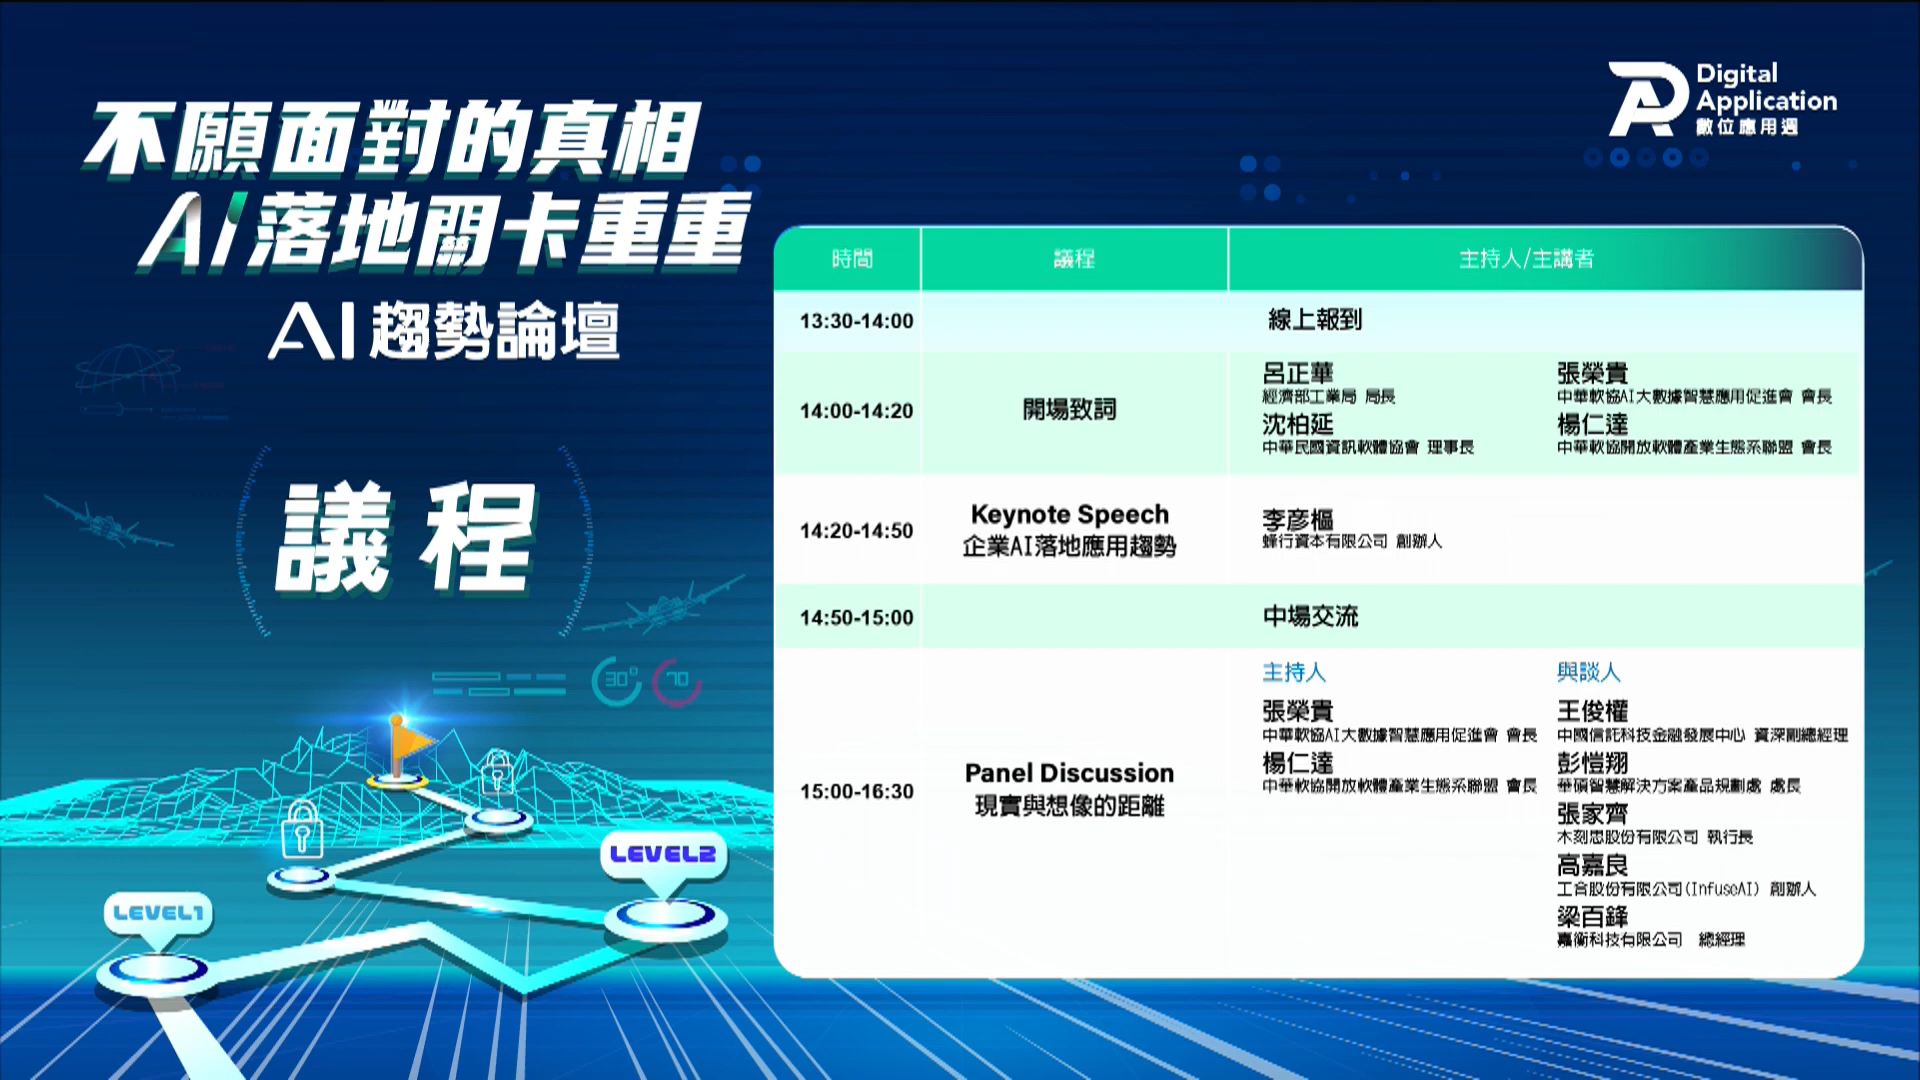 不願面對的真相
AI落地關卡重重
AI趨勢論壇
議程
Digital
Application
數位應用週
時間 議程 主持人/主講者
13:30-14:00 線上報到
14:00-14:20 開場致詞
呂正華
經濟部工業局 局長
沈柏延
中華民國資訊軟體協會 理事長
張榮貴
中華軟協AI大數據智慧應用促進會 會長
楊仁達
中華軟協開放軟體產業生態系聯盟 會長
14:20-14:50
Keynote Speech
企業AI落地應用趨勢
李彥樞
蜂行資本有限公司 創辦人
14:50-15:00 中場交流
15:00-16:30
Panel Discussion
現實與想像的距離
主持人
張榮貴
中華軟協AI大數據智慧應用促進會 會長
楊仁達
中華軟協開放軟體產業生態系聯盟 會長
與談人
王俊權
中國信託科技金融發展中心 資深副總經理
彭愷翔
華碩智慧解決方案產品規劃處 處長
張家齊
木刻思股份有限公司 執行長
高嘉良
工合股份有限公司(InfuseAI) 創辦人
梁百鋒
嘉衡科技有限公司 總經理
30°
70
LEVEL1
LEVEL2